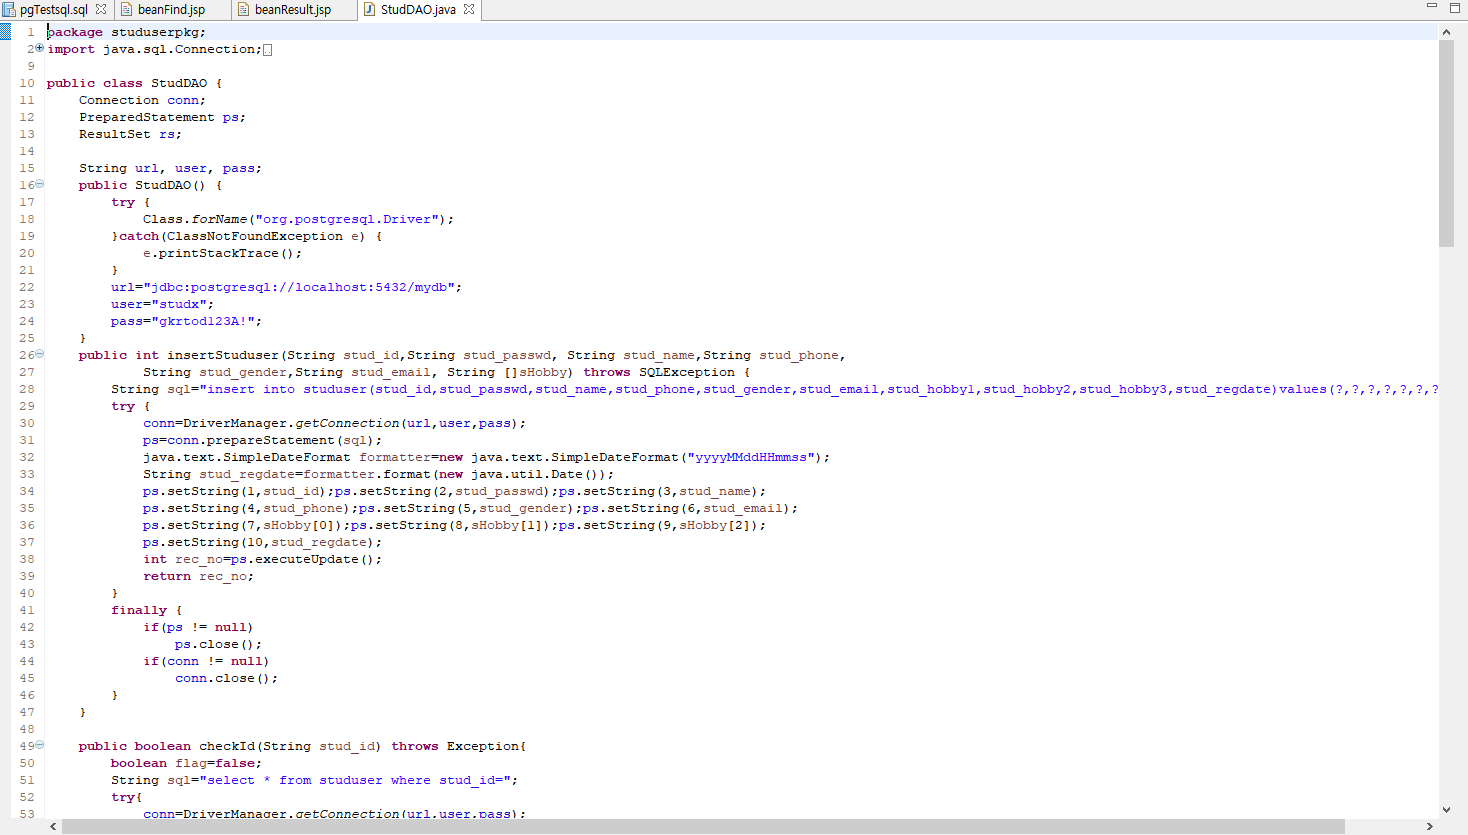 pgTestsql.sql beanFind.jsp beanResult.jsp StudDAO.java
1 package studuserpkg;
2 import java.sql.Connection;
9
10 public class StudDAO {
11 Connection conn;
12 PreparedStatement ps;
13 ResultSet rs;
14
15 String url, user, pass;
16 public StudDAO() {
17 try {
18 Class.forName("org.postgresql.Driver");
19 }catch(ClassNotFoundException e) {
20 e.printStackTrace();
21 }
22 url="jdbc:postgresql://localhost:5432/mydb";
23 user="studx";
24 pass="gkrtod123A!";
25 }
26 public int insertStuduser(String stud_id,String stud_passwd, String stud_name,String stud_phone,
27 String stud_gender,String stud_email, String []sHobby) throws SQLException {
28 String sql="insert into studuser(stud_id,stud_passwd,stud_name,stud_phone,stud_gender,stud_email,stud_hobby1,stud_hobby2,stud_hobby3,stud_regdate)values(?,?,?,?,?,?,?
29 try {
30 conn=DriverManager.getConnection(url,user,pass);
31 ps=conn.prepareStatement(sql);
32 java.text.SimpleDateFormat formatter=new java.text.SimpleDateFormat("yyyyMMddHHmmss");
33 String stud_regdate=formatter.format(new java.util.Date());
34 ps.setString(1,stud_id);ps.setString(2,stud_passwd);ps.setString(3,stud_name);
35 ps.setString(4,stud_phone);ps.setString(5,stud_gender);ps.setString(6,stud_email);
36 ps.setString(7,sHobby[0]);ps.setString(8,sHobby[1]);ps.setString(9,sHobby[2]);
37 ps.setString(10,stud_regdate);
38 int rec_no=ps.executeUpdate();
39 return rec_no;
40 }
41 finally {
42 if(ps != null)
43 ps.close();
44 if(conn != null)
45 conn.close();
46 }
47 }
48
49 public boolean checkId(String stud_id) throws Exception{
50 boolean flag=false;
51 String sql="select * from studuser where stud_id=";
52 try{
53 conn=DriverManager.getConnection(url,user,pass);